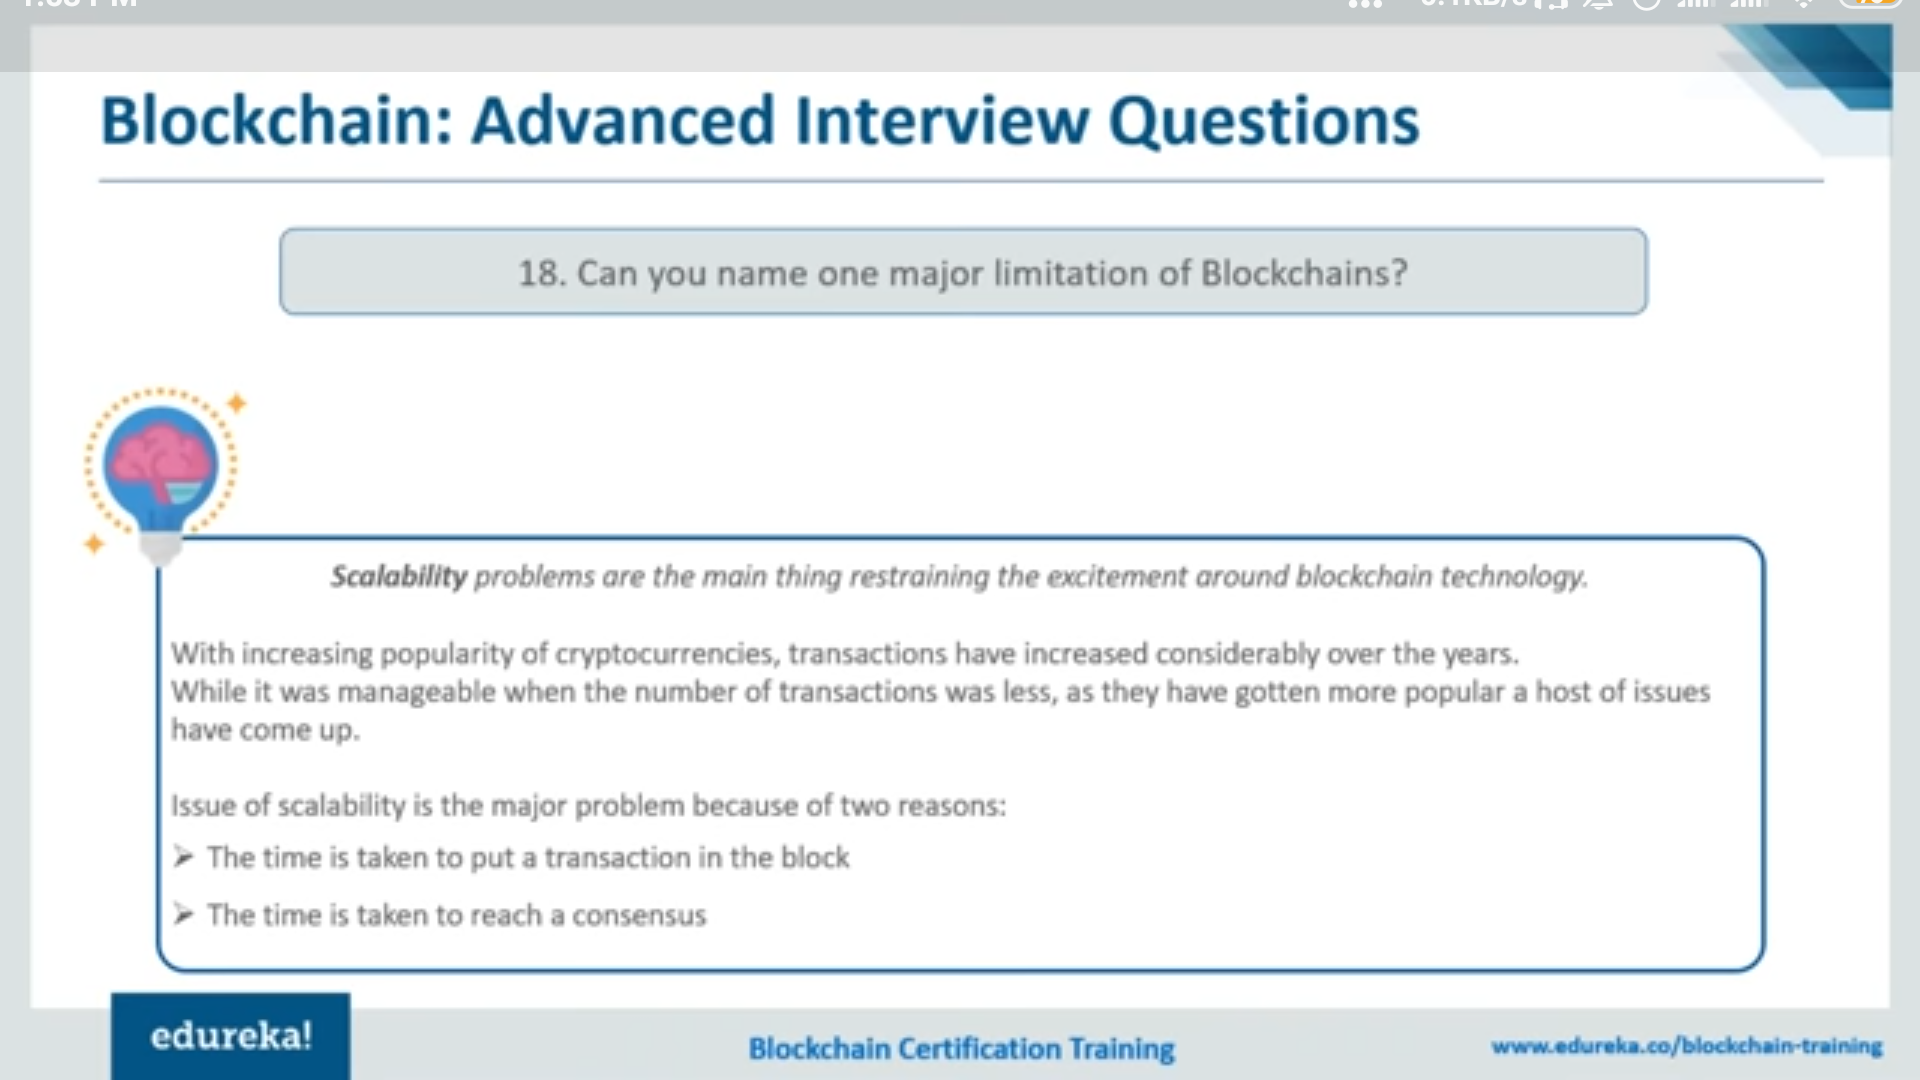 Blockchain: Advanced Interview Questions
18. Can you name one major limitation of Blockchains?
Scalability problems are the main thing restraining the excitement around blockchain technology.
With increasing popularity of cryptocurrencies, transactions have increased considerably over the years.
While it was manageable when the number of transactions was less, as they have gotten more popular a host of issues
have come up.
Issue of scalability is the major problem because of two reasons:
➤ The time is taken to put a transaction in the block
➤ The time is taken to reach a consensus
edureka!
Blockchain Certification Training
www.edureka.co/blockchain-training